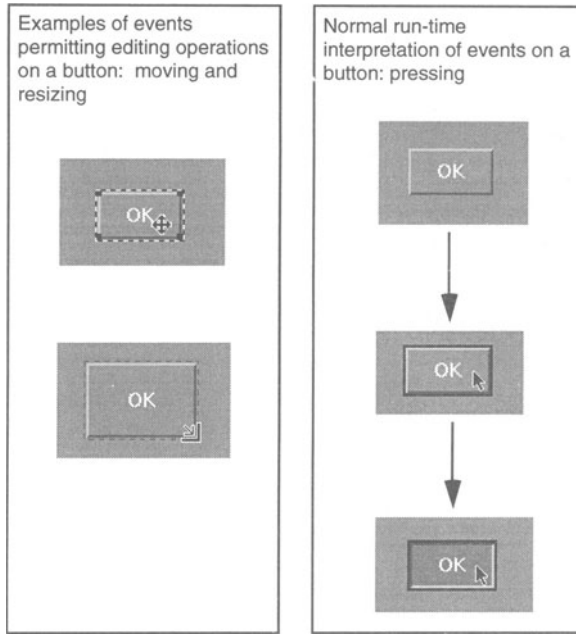 Examples of events
permitting editing operations
on a button: moving and
resizing
OK
OK
Normal run-time
interpretation of events on a
button: pressing
OK
OK
OK